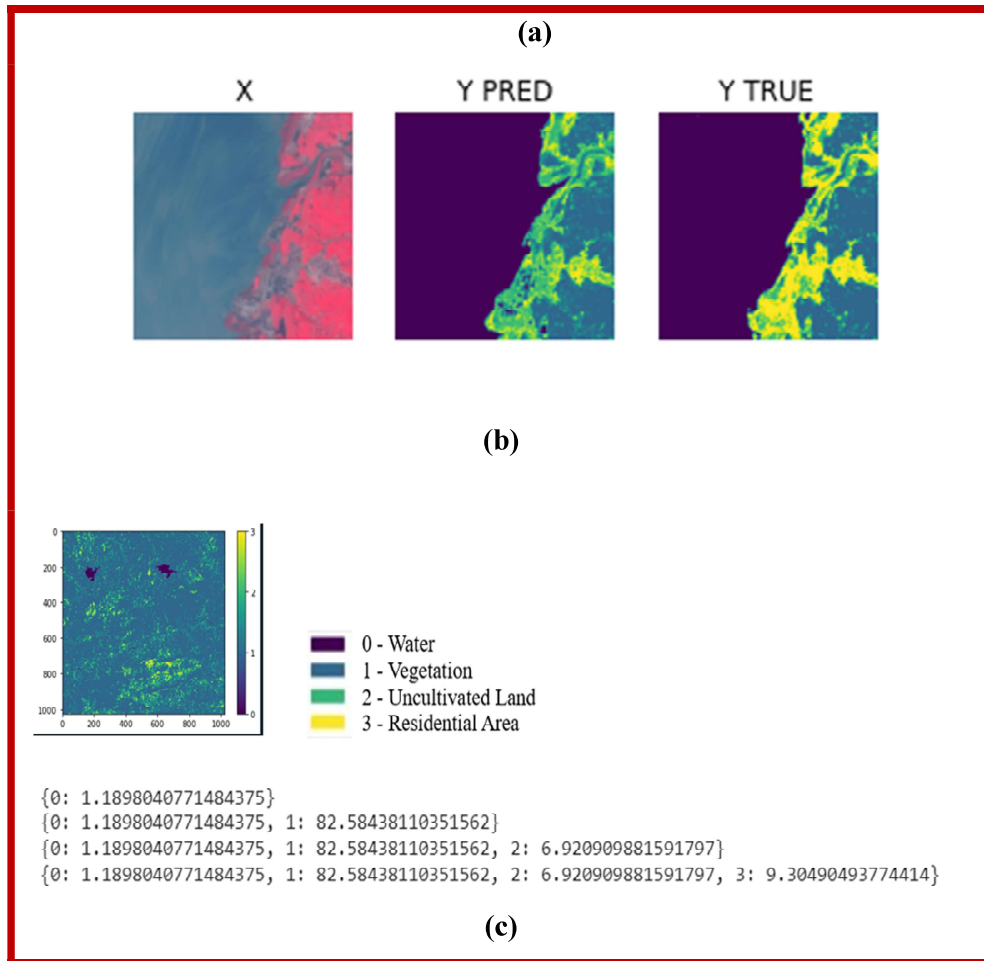 (a)
X Y PRED Y TRUE
(b)
0
200
400
600
800
1000
0 200 400 600 800 1000
3
2
1
0
0 - Water
1 - Vegetation
2 - Uncultivated Land
3 - Residential Area
{0: 1.1898040771484375}
{0: 1.1898040771484375, 1: 82.58438110351562}
{0: 1.1898040771484375, 1: 82.58438110351562, 2: 6.920909881591797}
{0: 1.1898040771484375, 1: 82.58438110351562, 2: 6.920909881591797, 3: 9.30490493774414}
(c)